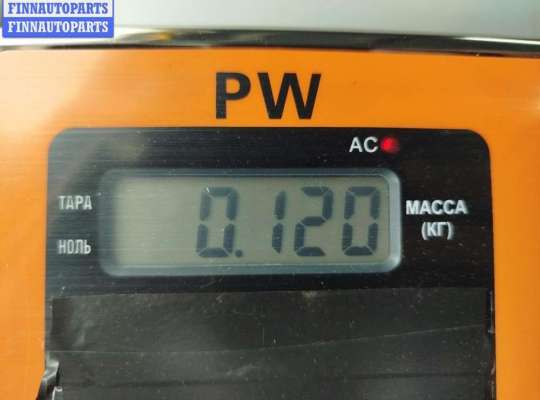 FINNAUTOPARTS
FINNAUTOPARTS
PW
AC
ТАРА
0.120
МАССА
(КГ)
НОЛЬ